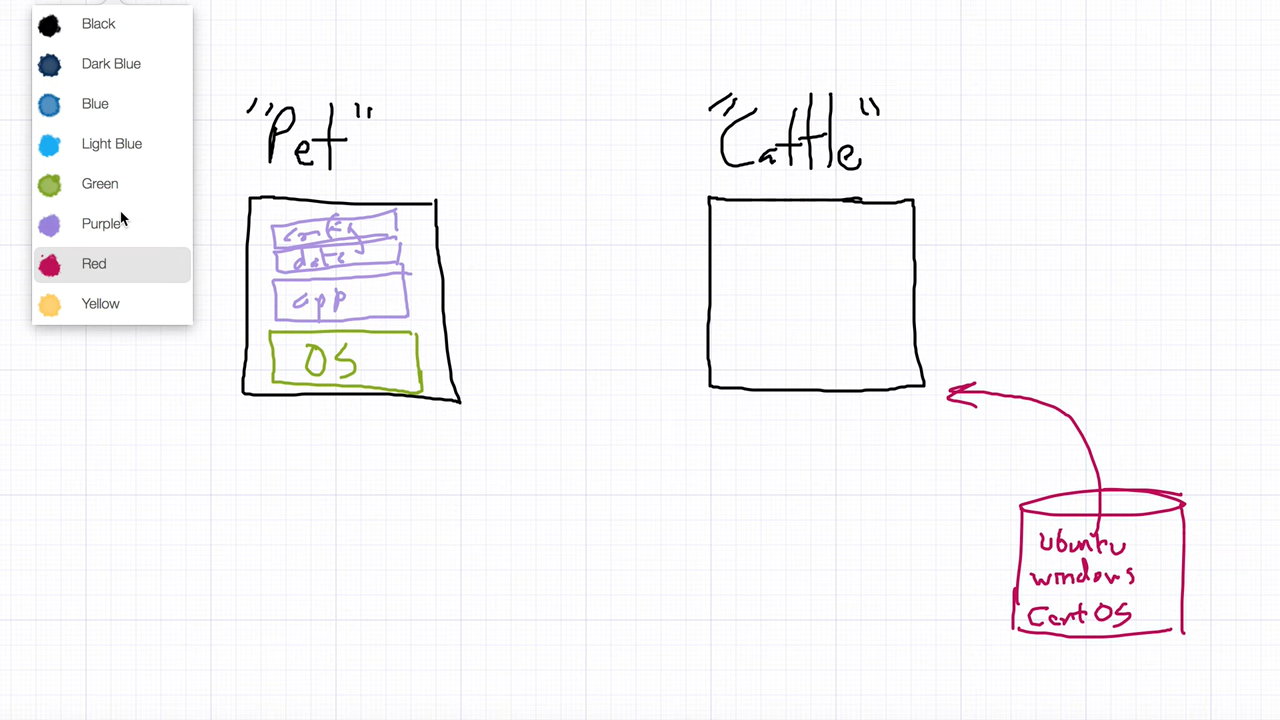 Black
Dark Blue
Blue
Light Blue
Green
Purple
Red
Yellow
"Pet"
config
data
app
OS
"Cattle"
Ubuntu
windows
CentOS